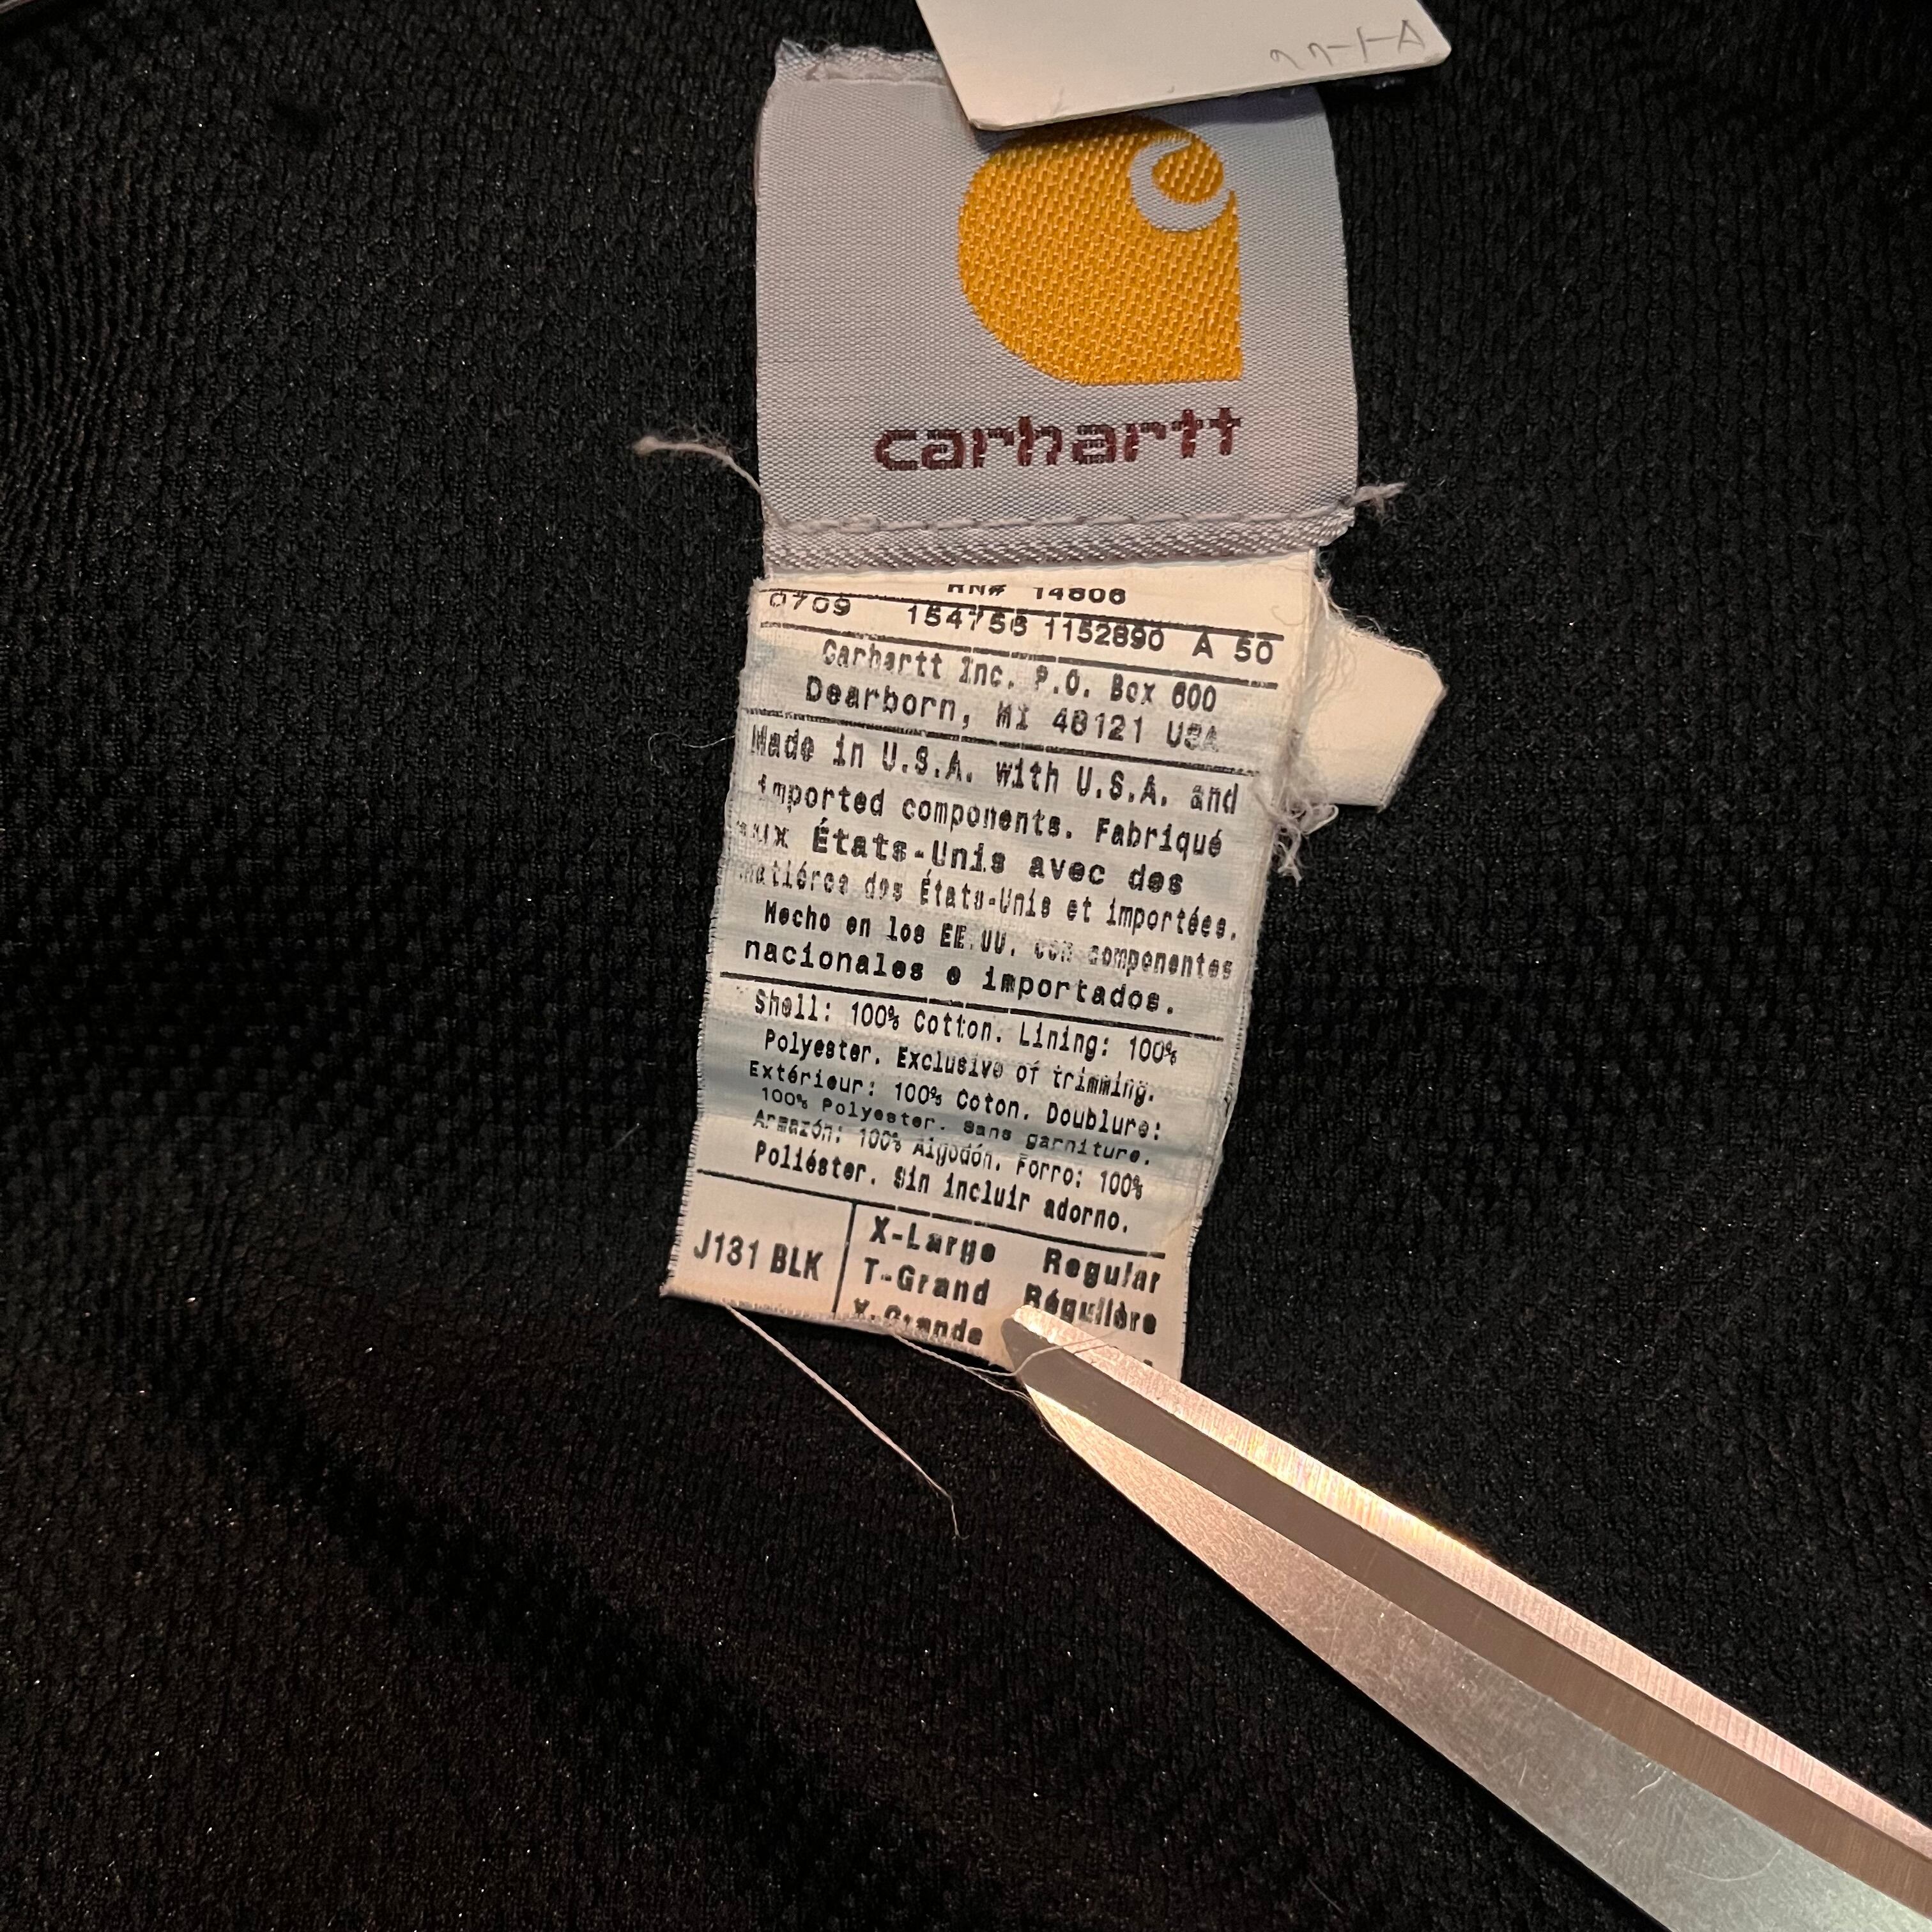 carhartt
RN# 14806
0709 154756 1152890 A 50
Carhartt Inc. P.O. Box 600
Dearborn, MI 48121 USA
Made in U.S.A. with U.S.A. and
imported components. Fabriqué
aux États-Unis avec des
matiéres des États-Unis et importées.
Hecho en los EE.UU. con componentes
nacionales e importados.
Shell: 100% Cotton. Lining: 100%
Polyester. Exclusive of trimming.
Extérieur: 100% Coton. Doublure:
100% Polyester. Sans garniture.
Armazón: 100% Algodón. Forro: 100%
Poliéster. Sin incluir adorno.
J131 BLK
X-Large Regular
T-Grand Régulière
X-Grande